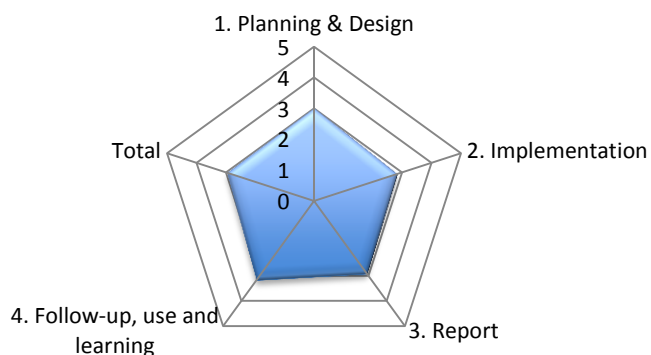 1. Planning & Design
5
4
3
2
1
0
Total
2. Implementation
4. Follow-up, use and
learning
3. Report